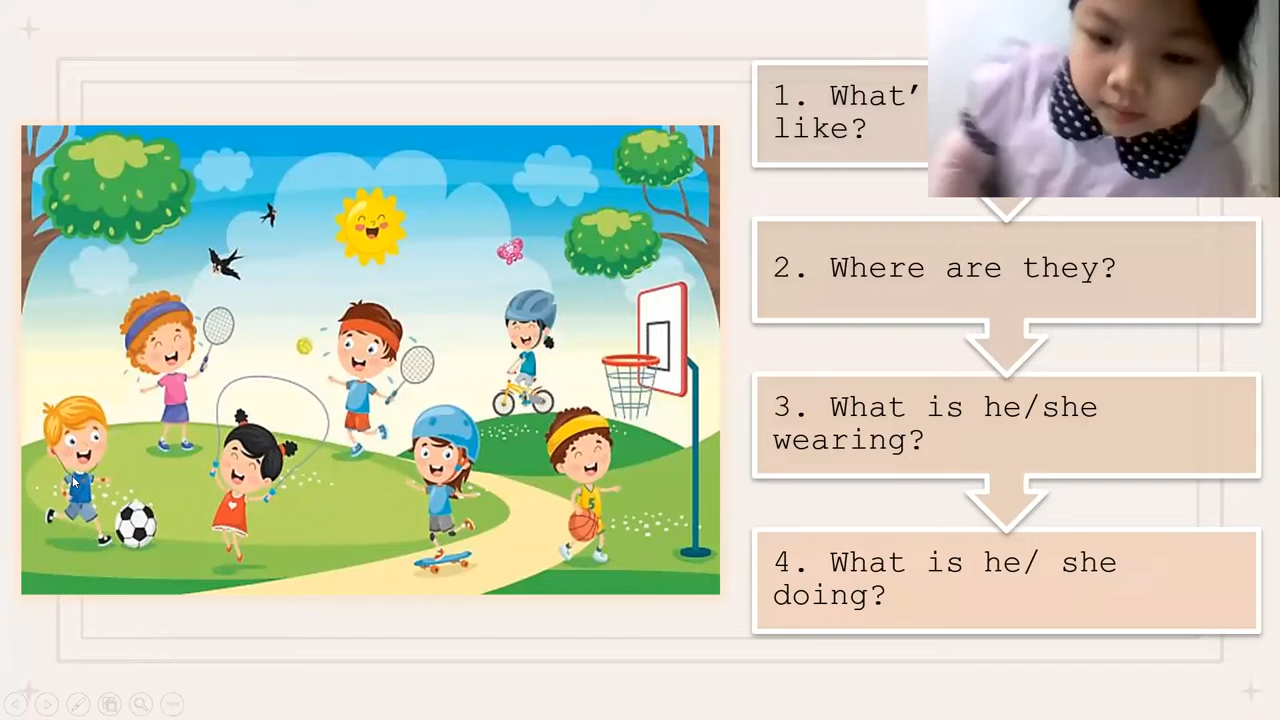 1. What'
like?
2. Where are they?
3. What is he/she
wearing?
4. What is he/ she
doing?
5